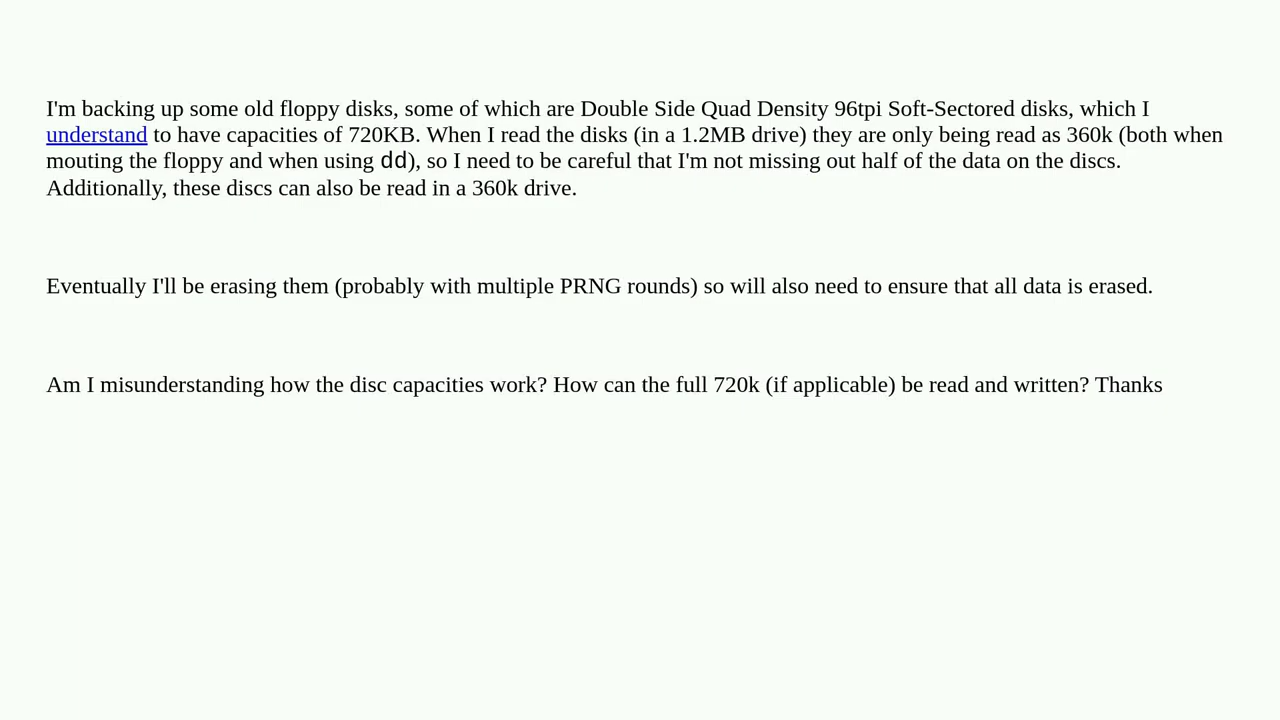 I'm backing up some old floppy disks, some of which are Double Side Quad Density 96tpi Soft-Sectored disks, which I
understand to have capacities of 720KB. When I read the disks (in a 1.2MB drive) they are only being read as 360k (both when
mouting the floppy and when using dd), so I need to be careful that I'm not missing out half of the data on the discs.
Additionally, these discs can also be read in a 360k drive.
Eventually I'll be erasing them (probably with multiple PRNG rounds) so will also need to ensure that all data is erased.
Am I misunderstanding how the disc capacities work? How can the full 720k (if applicable) be read and written? Thanks